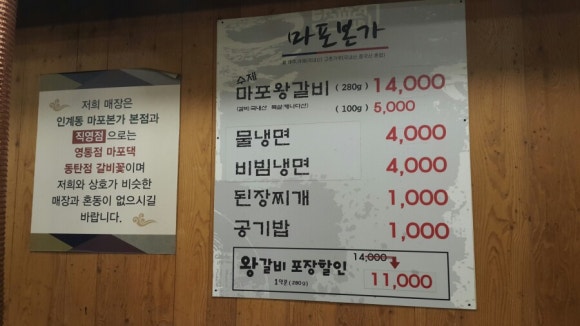 저희 매장은
인계동 마포본가 본점과
직영점 으로는
영통점 마포댁
동탄점 갈비꽃이며
저희와 상호가 비슷한
매장과 혼동이 없으시길
바랍니다.
마포본가
수제
마포왕갈비 (280g) 14,000
(100g) 5,000
물냉면 4,000
비빔냉면 4,000
된장찌개 1,000
공기밥 1,000
왕갈비 포장할인 14,000
1인분 (280g) 11,000